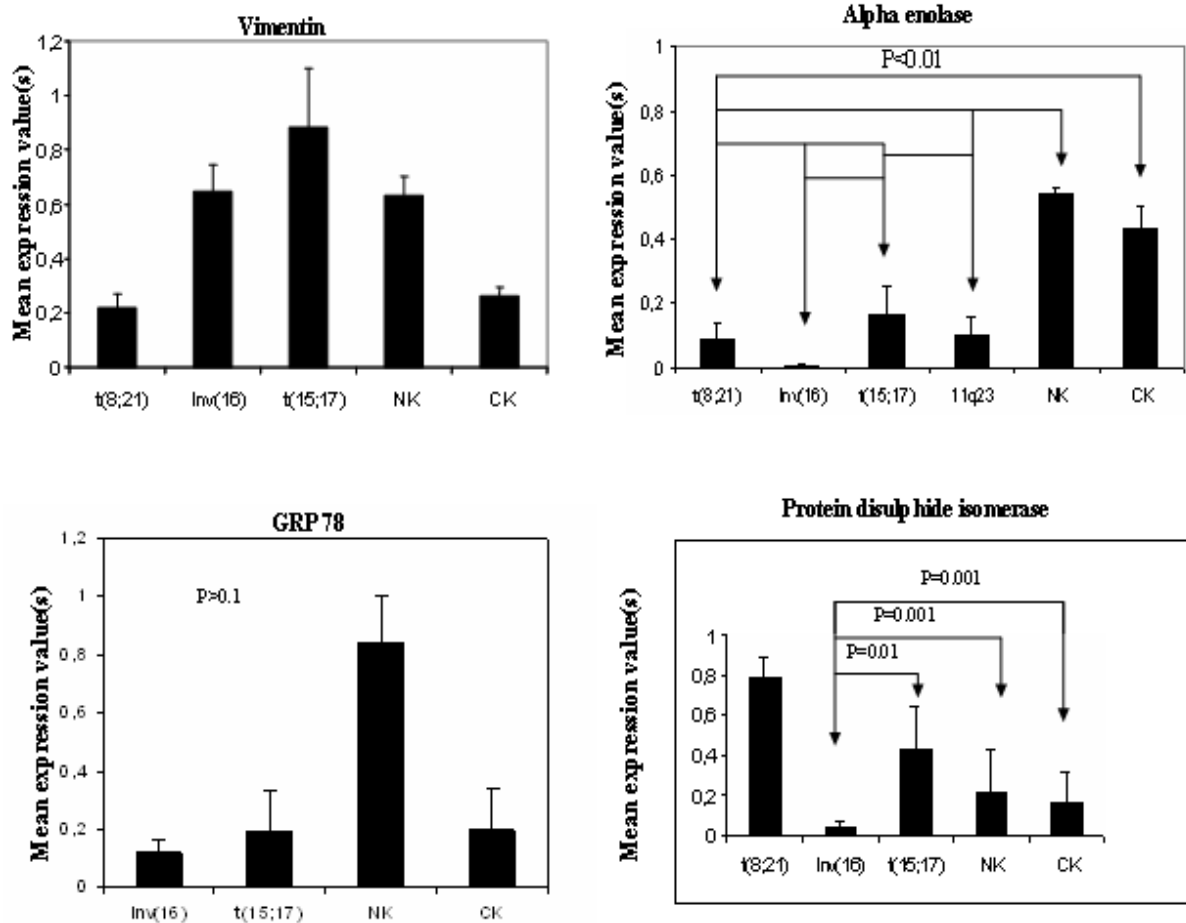 Vimentin
Mean expression value(s)
1,2
1
0,8
0,6
0,4
0,2
0
t(8;21) Inv(16) t(15;17) NK CK
Alpha enolase
Mean expression value(s)
1
0,8
0,6
0,4
0,2
0
P<0.01
t(8;21) Inv(16) t(15;17) 11q23 NK CK
GRP 78
Mean expression value(s)
1,2
1
0,8
0,6
0,4
0,2
0
P>0.1
Inv(16) t(15;17) NK CK
Protein disulphide isomerase
Mean expression value(s)
P=0.001
P=0.001
P=0.01
1
0,8
0,6
0,4
0,2
0
t(8;21) Inv(16) t(15;17) NK CK